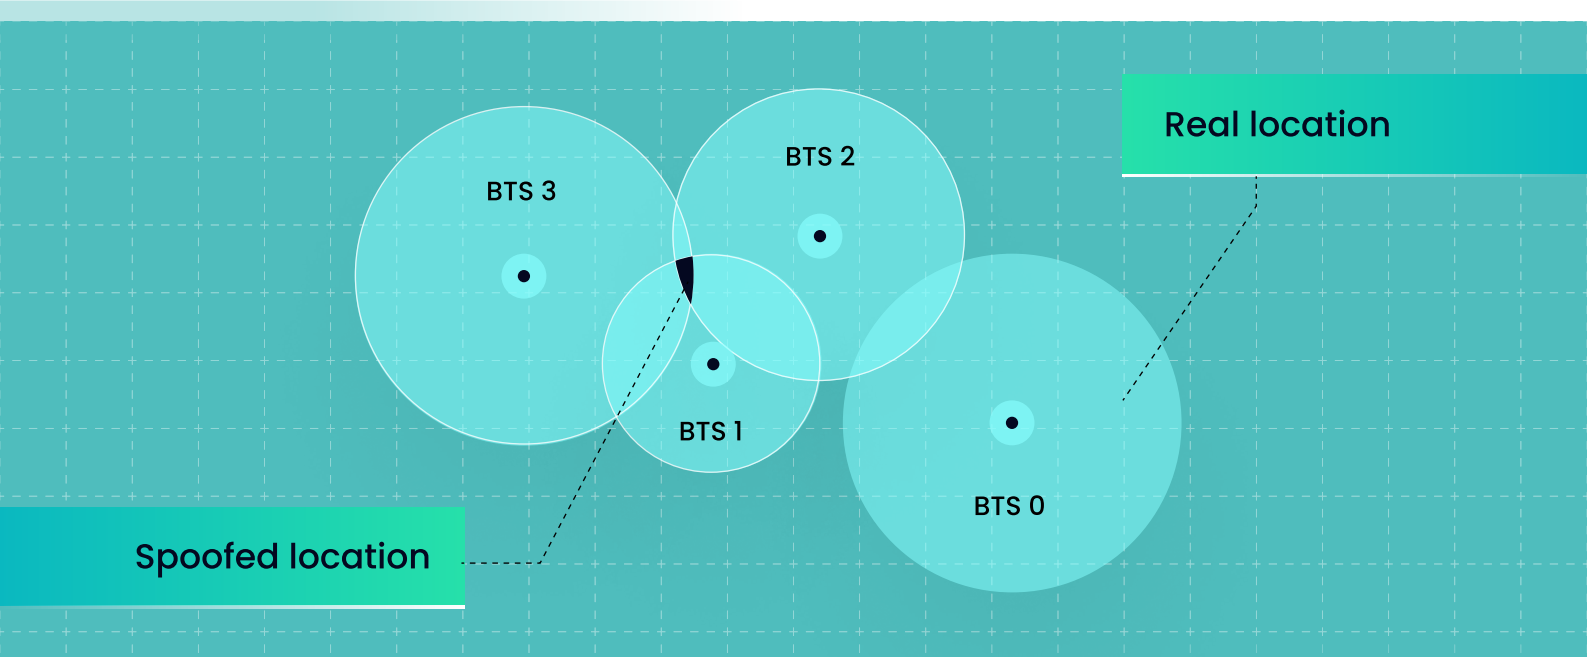 Real location
BTS 2
BTS 3
BTS 1
BTS 0
Spoofed location